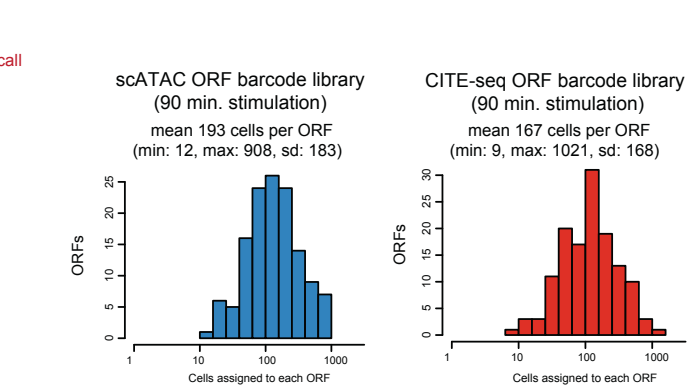 call
scATAC ORF barcode library
(90 min. stimulation)
mean 193 cells per ORF
(min: 12, max: 908, sd: 183)
ORFs
25
20
15
10
5
0
1 10 100 1000
Cells assigned to each ORF
CITE-seq ORF barcode library
(90 min. stimulation)
mean 167 cells per ORF
(min: 9, max: 1021, sd: 168)
ORFs
30
25
20
15
10
5
0
1 10 100 1000
Cells assigned to each ORF